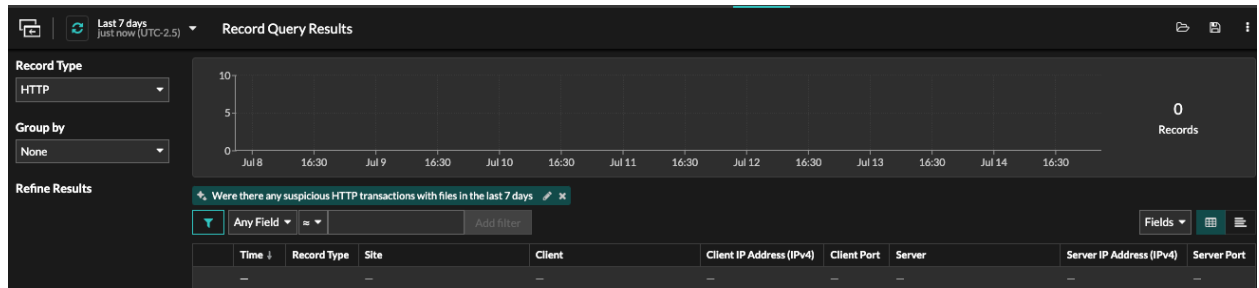 Last 7 days
just now (UTC-2.5)
Record Query Results
Record Type
HTTP
Group by
None
Refine Results
10
5
0
Jul 8 16:30 Jul 9 16:30 Jul 10 16:30 Jul 11 16:30 Jul 12 16:30 Jul 13 16:30 Jul 14 16:30
0
Records
Were there any suspicious HTTP transactions with files in the last 7 days
Any Field ≈ Add filter Fields
Time ↓ Record Type Site Client Client IP Address (IPv4) Client Port Server Server IP Address (IPv4) Server Port
— — — — — — — — —